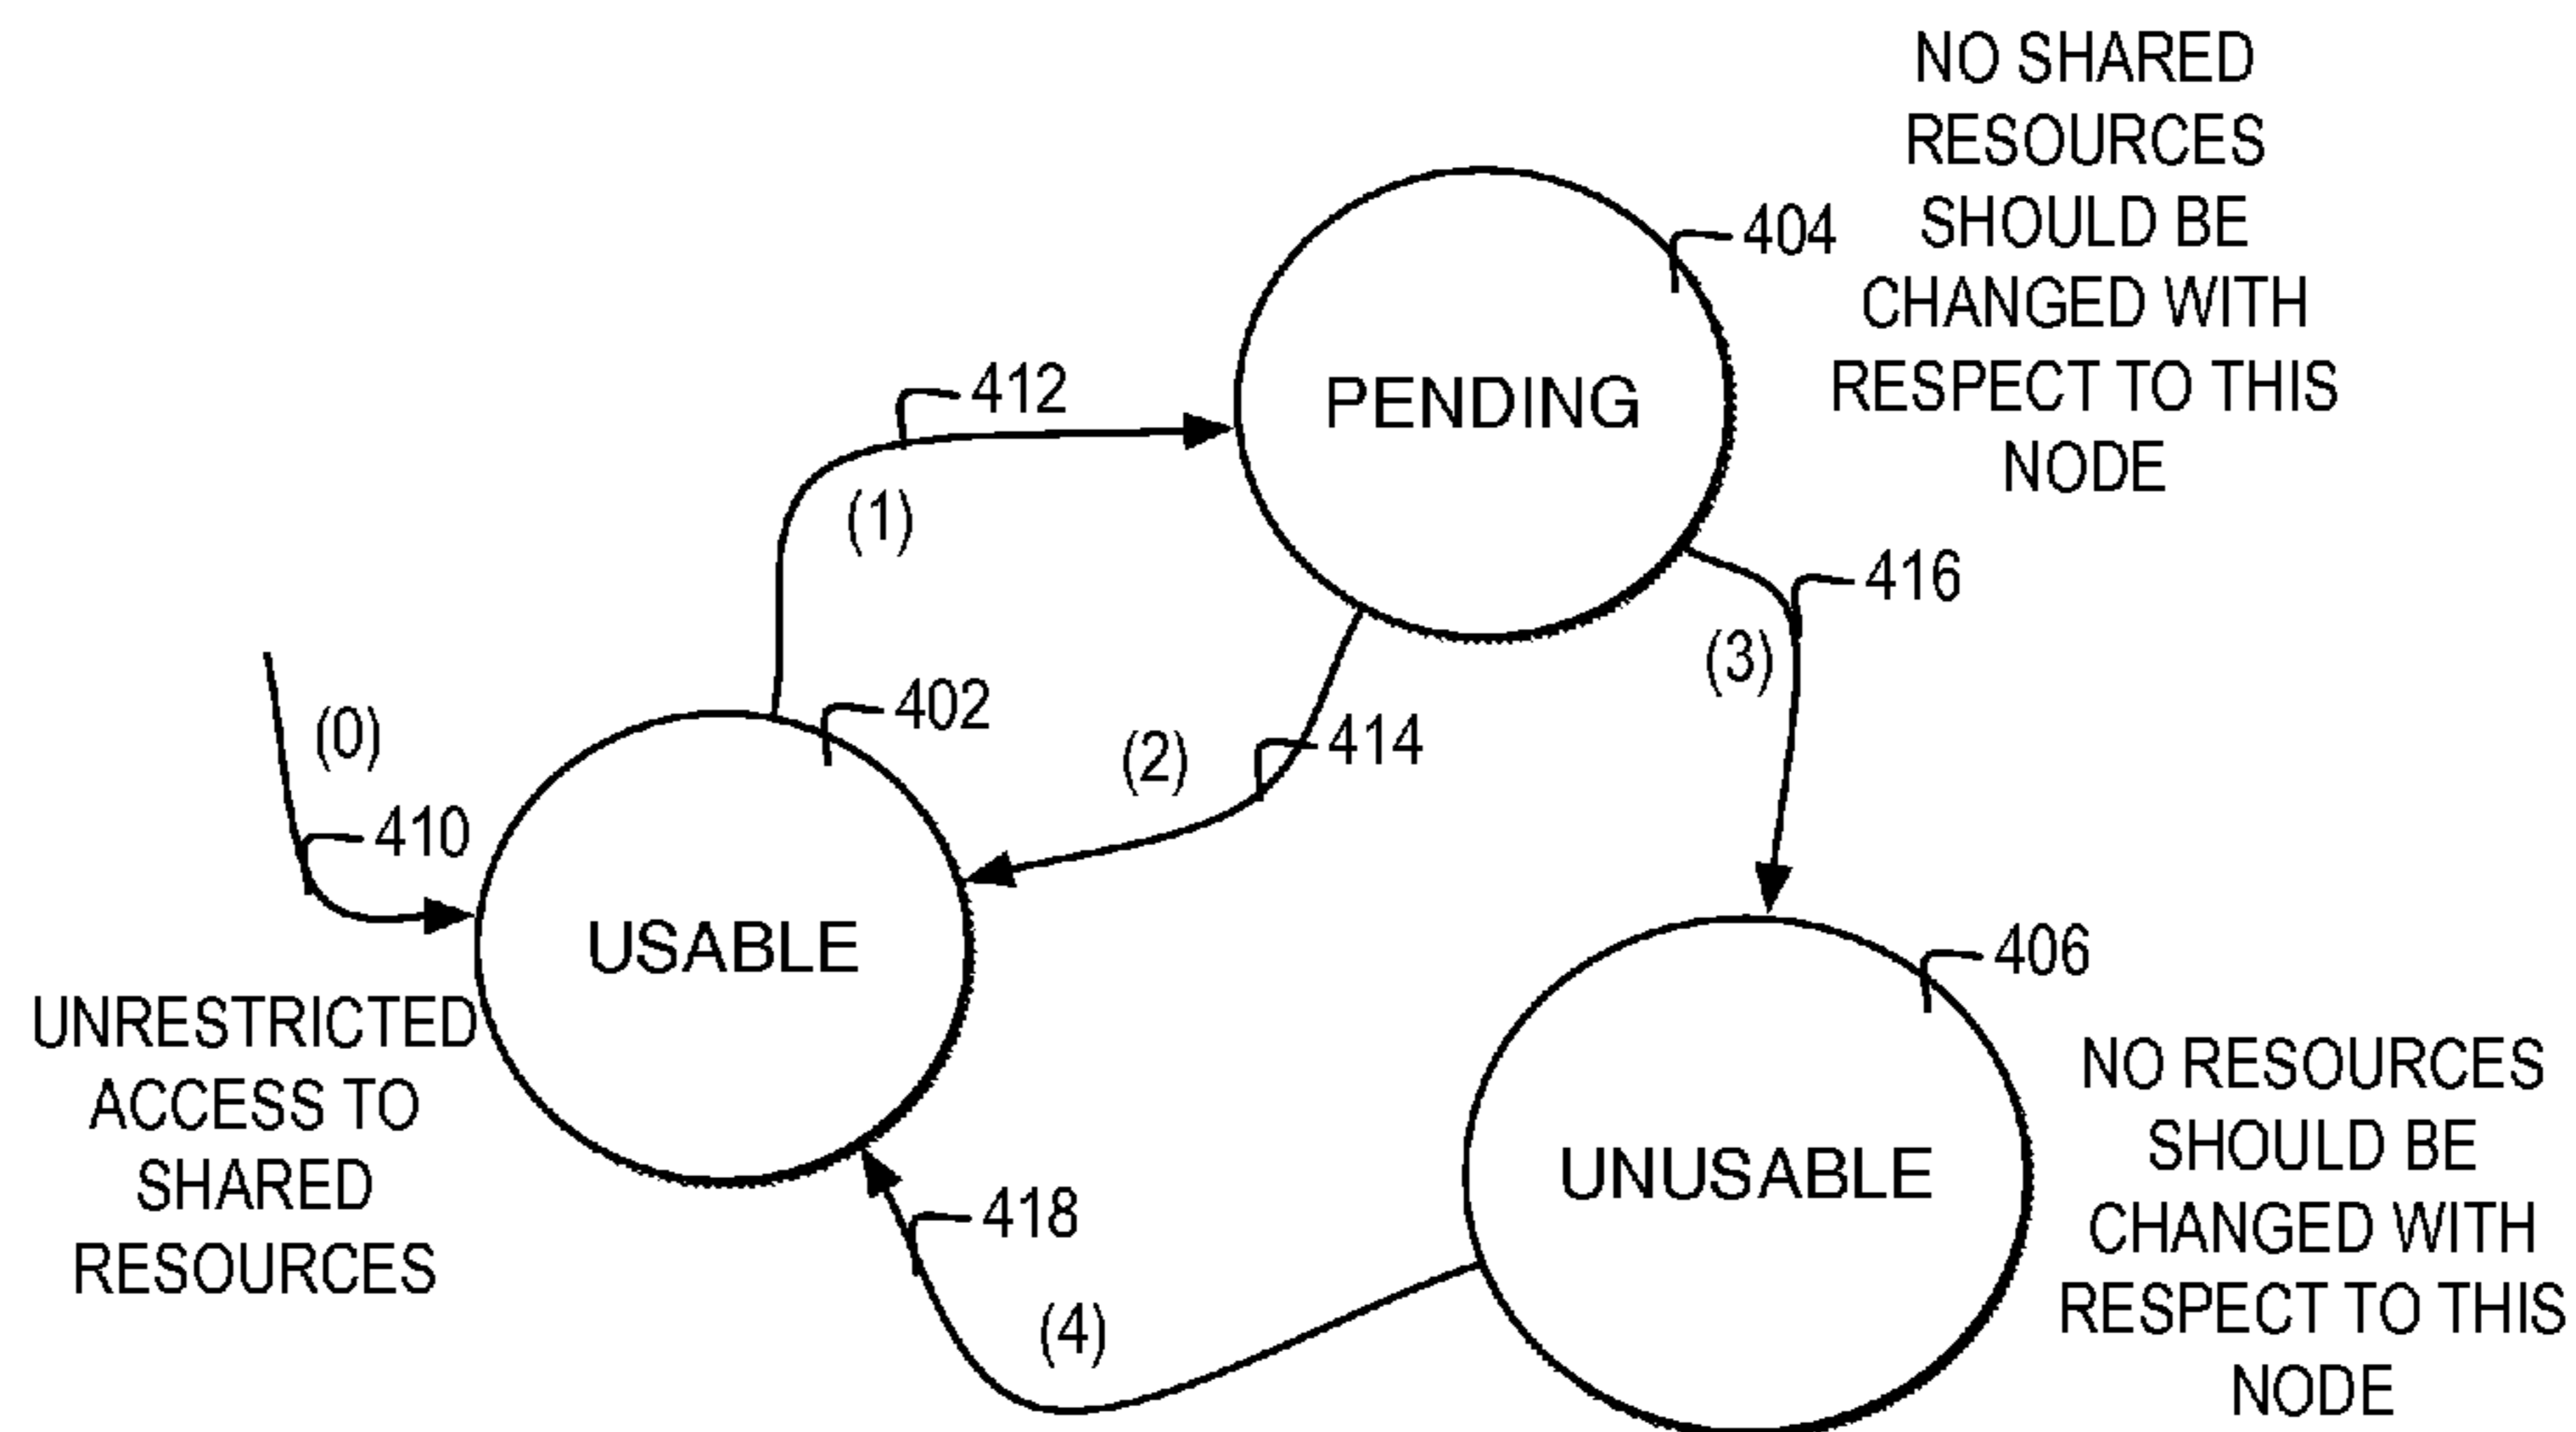 NO SHARED
RESOURCES
SHOULD BE
CHANGED WITH
RESPECT TO THIS
NODE
404
PENDING
412
(1)
416
(3)
402
(0)
(2)
414
410
USABLE
406
UNRESTRICTED
ACCESS TO
SHARED
RESOURCES
NO RESOURCES
SHOULD BE
CHANGED WITH
RESPECT TO THIS
NODE
UNUSABLE
418
(4)